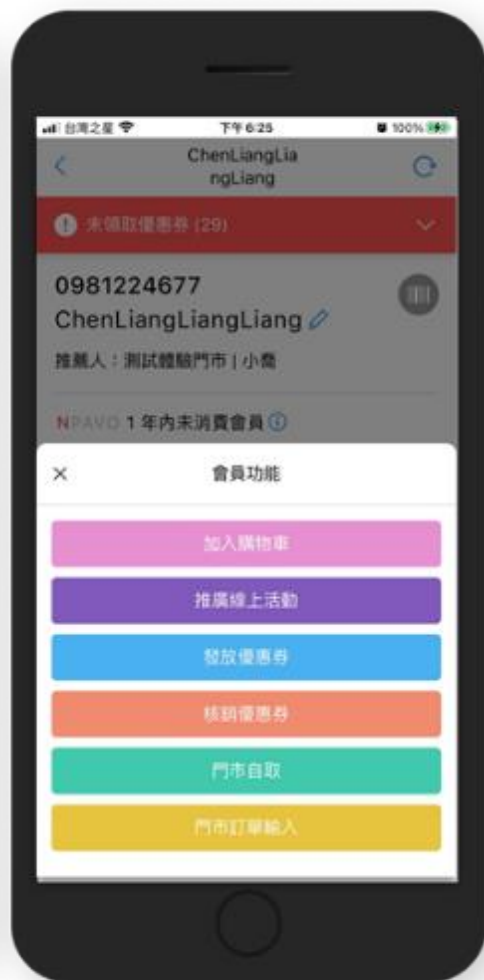 台灣之星
下午6:25
100%
ChenLiangLia
ngLiang
未領取優惠券 (29)
0981224677
ChenLiangLiangLiang
推薦人：測試體驗門市 | 小喬
NPAVO 1 年內未消費會員
會員功能
加入購物車
推廣線上活動
發放優惠券
核銷優惠券
門市自取
門市訂單輸入